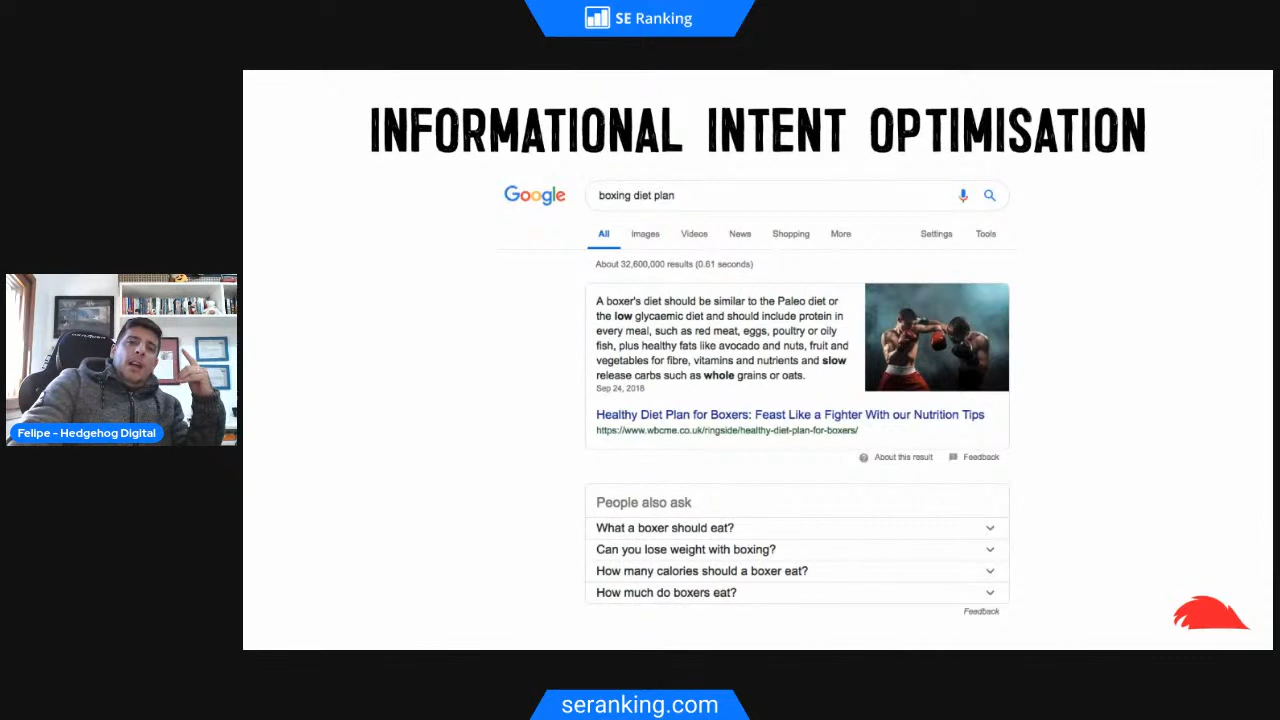 SE Ranking
INFORMATIONAL INTENT OPTIMISATION
Google
boxing diet plan
All Images Videos News Shopping More Settings Tools
About 32,600,000 results (0.61 seconds)
A boxer's diet should be similar to the Paleo diet or
the low glycaemic diet and should include protein in
every meal, such as red meat, eggs, poultry or oily
fish, plus healthy fats like avocado and nuts, fruit and
vegetables for fibre, vitamins and nutrients and slow
release carbs such as whole grains or oats.
Sep 24, 2018
Healthy Diet Plan for Boxers: Feast Like a Fighter With our Nutrition Tips
https://www.wbcme.co.uk/ringside/healthy-diet-plan-for-boxers/
About this result Feedback
People also ask
What a boxer should eat?
Can you lose weight with boxing?
How many calories should a boxer eat?
How much do boxers eat?
Feedback
Felipe - Hedgehog Digital
seranking.com